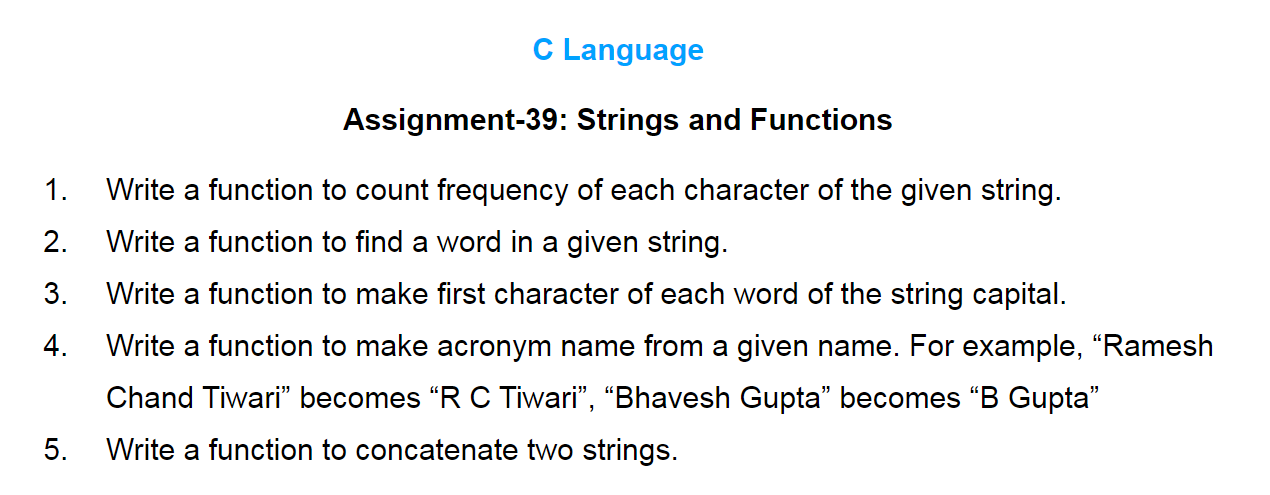 C Language
Assignment-39: Strings and Functions
1. Write a function to count frequency of each character of the given string.
2. Write a function to find a word in a given string.
3. Write a function to make first character of each word of the string capital.
4. Write a function to make acronym name from a given name. For example, “Ramesh
Chand Tiwari” becomes “R C Tiwari”, “Bhavesh Gupta” becomes “B Gupta”
5. Write a function to concatenate two strings.